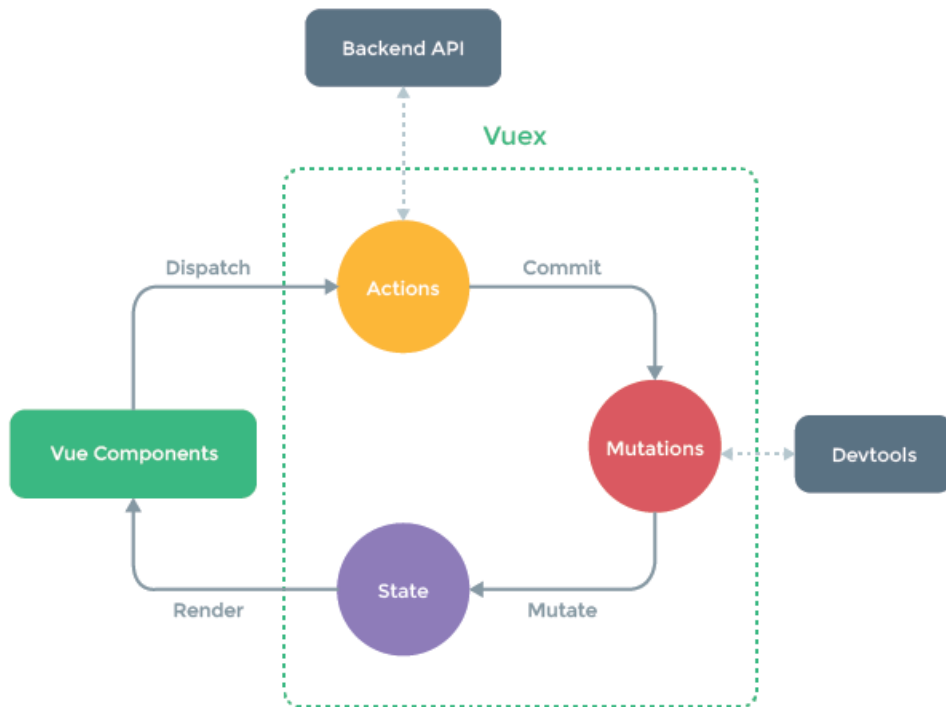 Backend API
Vuex
Dispatch
Actions
Commit
Vue Components
Mutations
Devtools
State
Render
Mutate